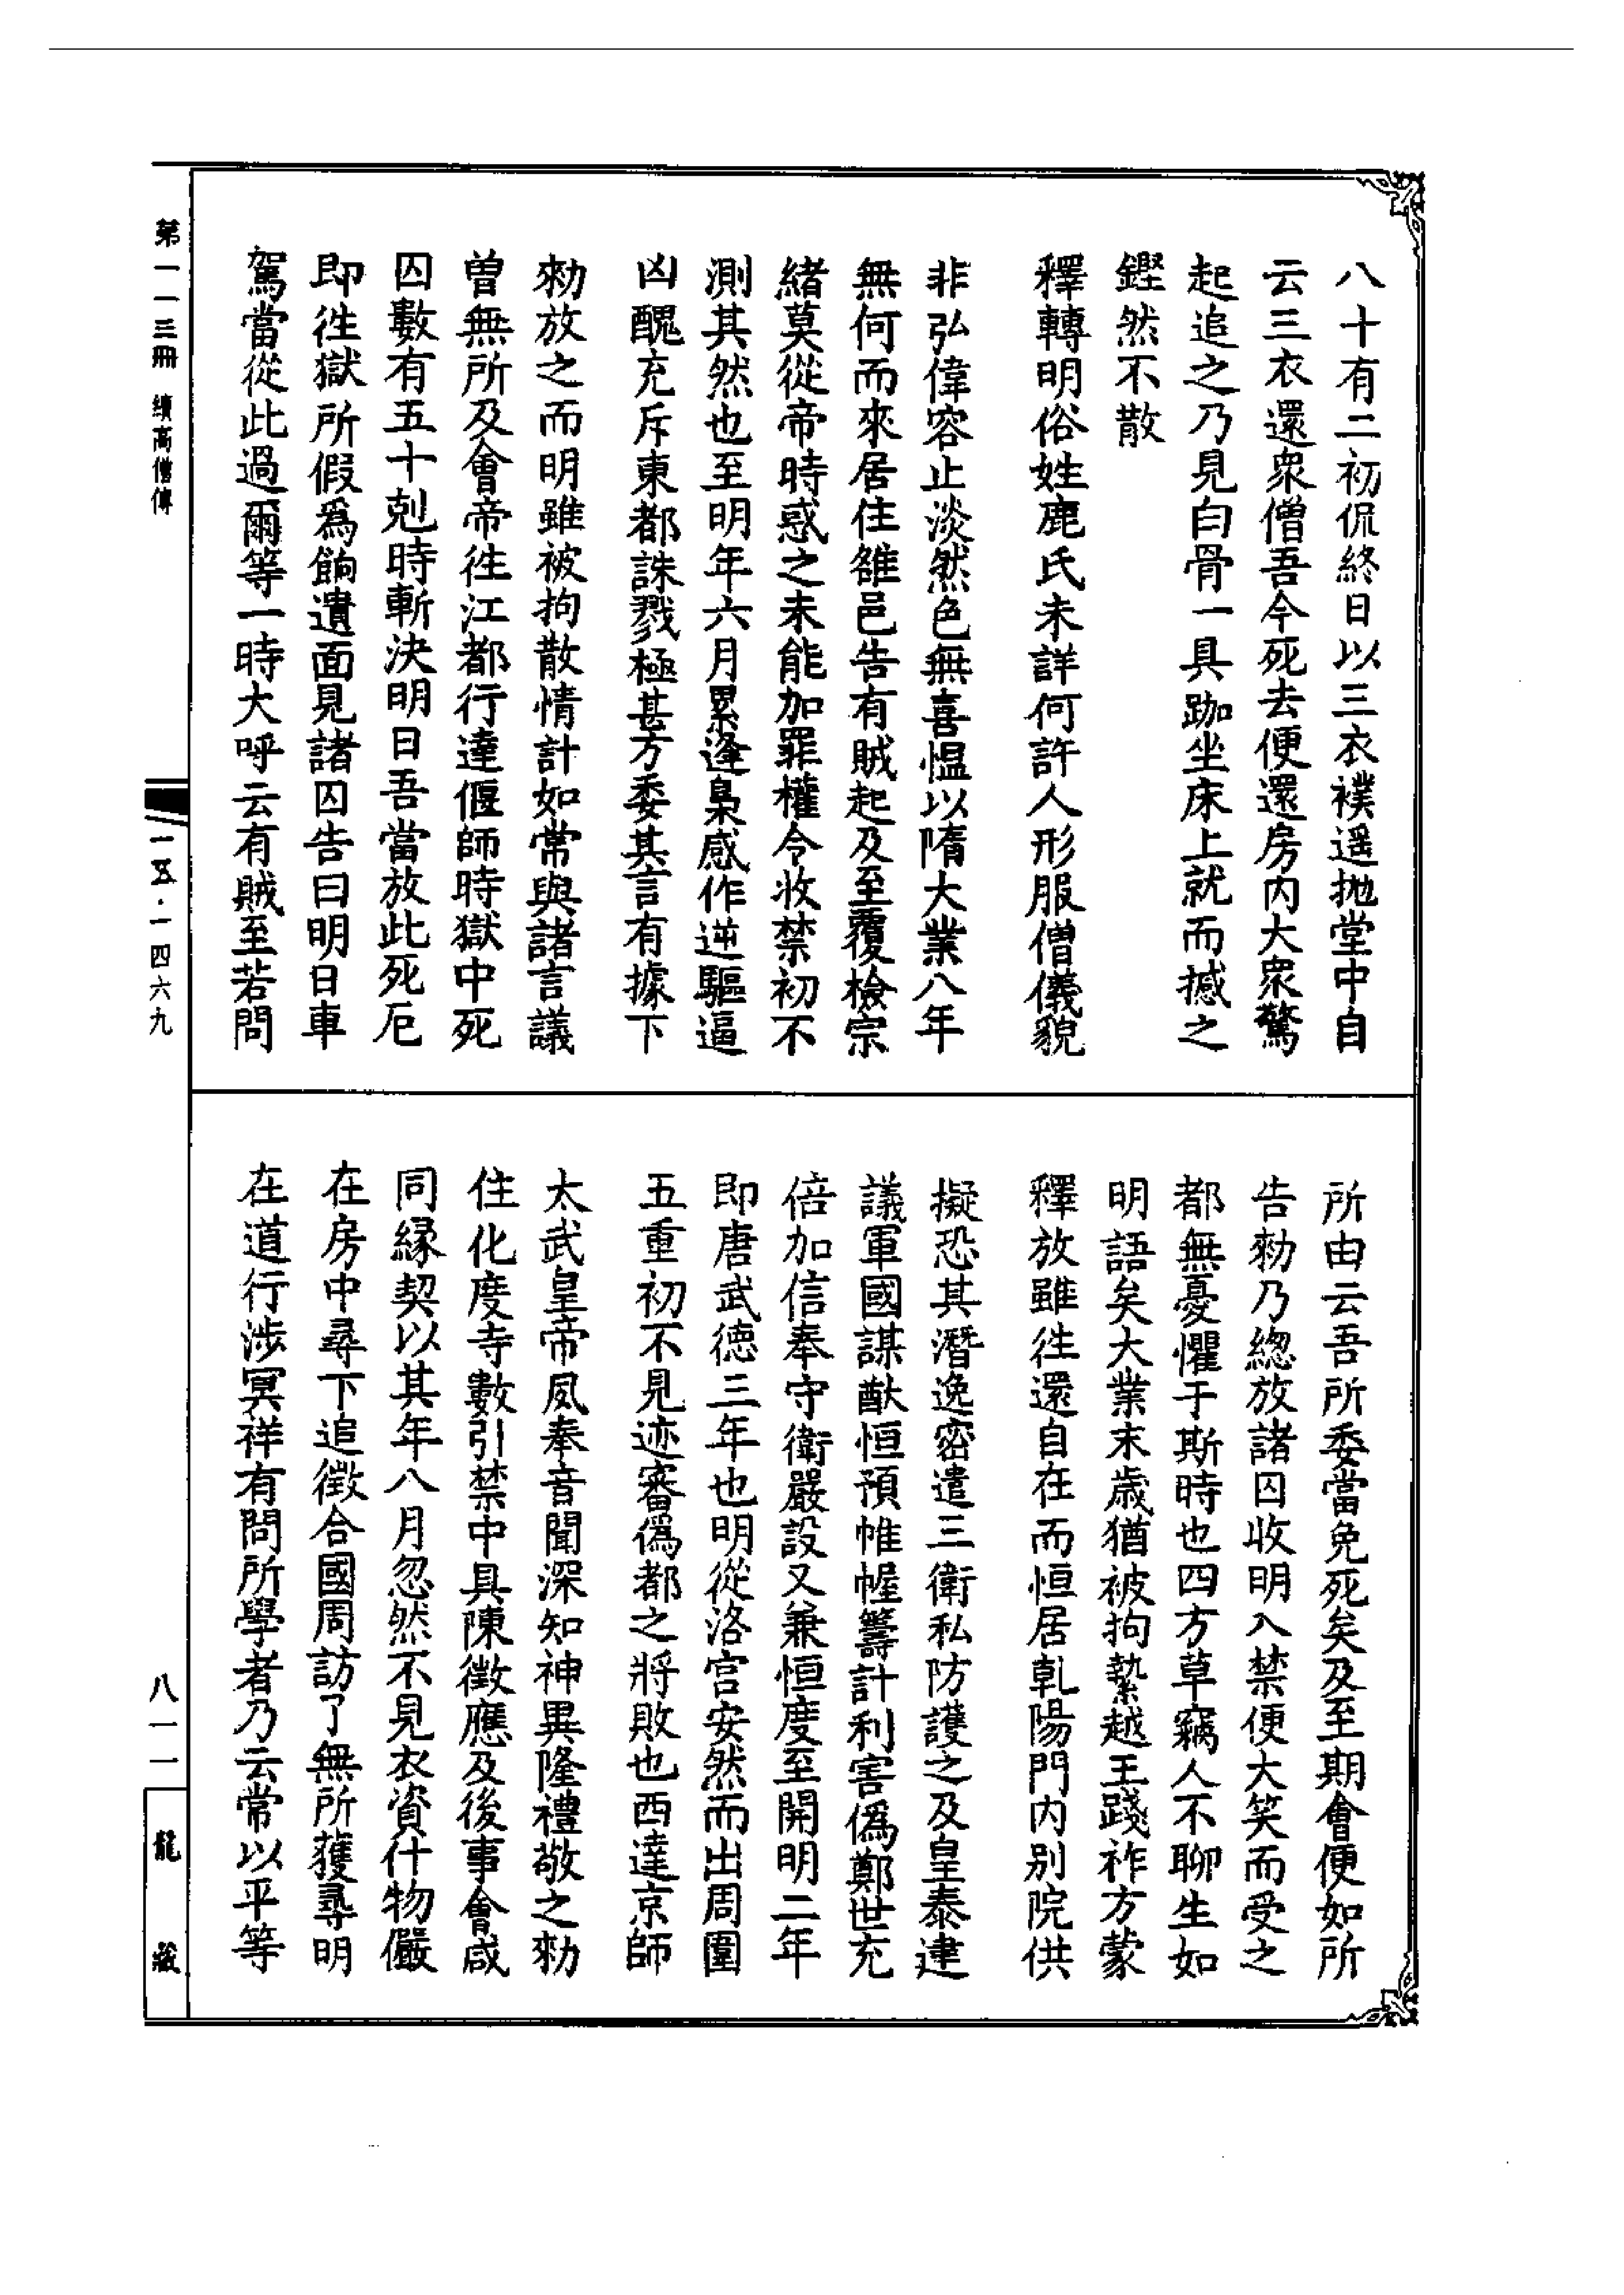 八十有二初侃終日以三衣襆遥抛堂中自
云三衣還衆僧吾今死去便還房内大衆驚
起追之乃見白骨一具跏坐床上就而撼之
鏗然不散
釋轉明俗姓鹿氏未詳何許人形服僧儀貌
非弘偉容止淡然色無喜愠以隋大業八年
無何而來居住雒邑告有賊起及至覆檢宗
緒莫從帝時惑之未能加罪權令收禁初不
測其然也至明年六月累逢梟感作逆驅逼
凶醜充斥東都誅戮極甚方委其言有據下
勑放之而明雖被拘散情計如常與諸言議
曽無所及會帝徃江都行達偃師時獄中死
囚數有五十剋時斬決明日吾當放此死厄
即徃獄所假爲餉遺面見諸囚告曰明日車
駕當從此過爾等一時大呼云有賊至若問
所由云吾所委當免死矣及至期會便如所
告勑乃緫放諸囚收明入禁便大笑而受之
都無憂懼于斯時也四方草竊人不聊生如
明語矣大業末歳猶被拘縶越王踐祚方蒙
釋放雖徃還自在而恒居乹陽門内别院供
擬恐其潛逸密遣三衛私防護之及皇泰建
議軍國謀猷恒預帷幄籌計利害僞鄭世充
倍加信奉守衛嚴設又兼恒度至開明二年
即唐武德三年也明從洛宫安然而出周圍
五重初不見迹審僞都之將敗也西達京師
太武皇帝夙奉音聞深知神異隆禮敬之勑
住化度寺數引禁中具陳徴應及後事會咸
同縁契以其年八月忽然不見衣資什物儼
在房中尋下追徴合國周訪了無所獲尋明
在道行涉冥祥有問所學者乃云常以平等
第一一三冊 續高僧傳
一五·一四六九
八一一
龍藏